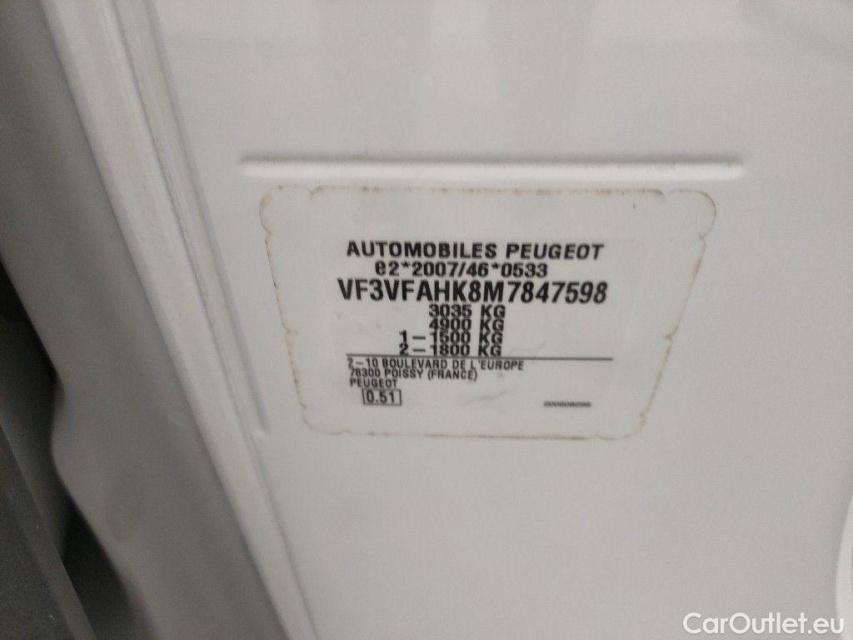 AUTOMOBILES PEUGEOT
e2*2007/46*0533
VF3VFAHK8M7847598
3035 KG
4900 KG
1-1500 KG
2-1800 KG
2-10 BOULEVARD DE L'EUROPE
78300 POISSY (FRANCE)
PEUGEOT
0.51
CarOutlet.eu